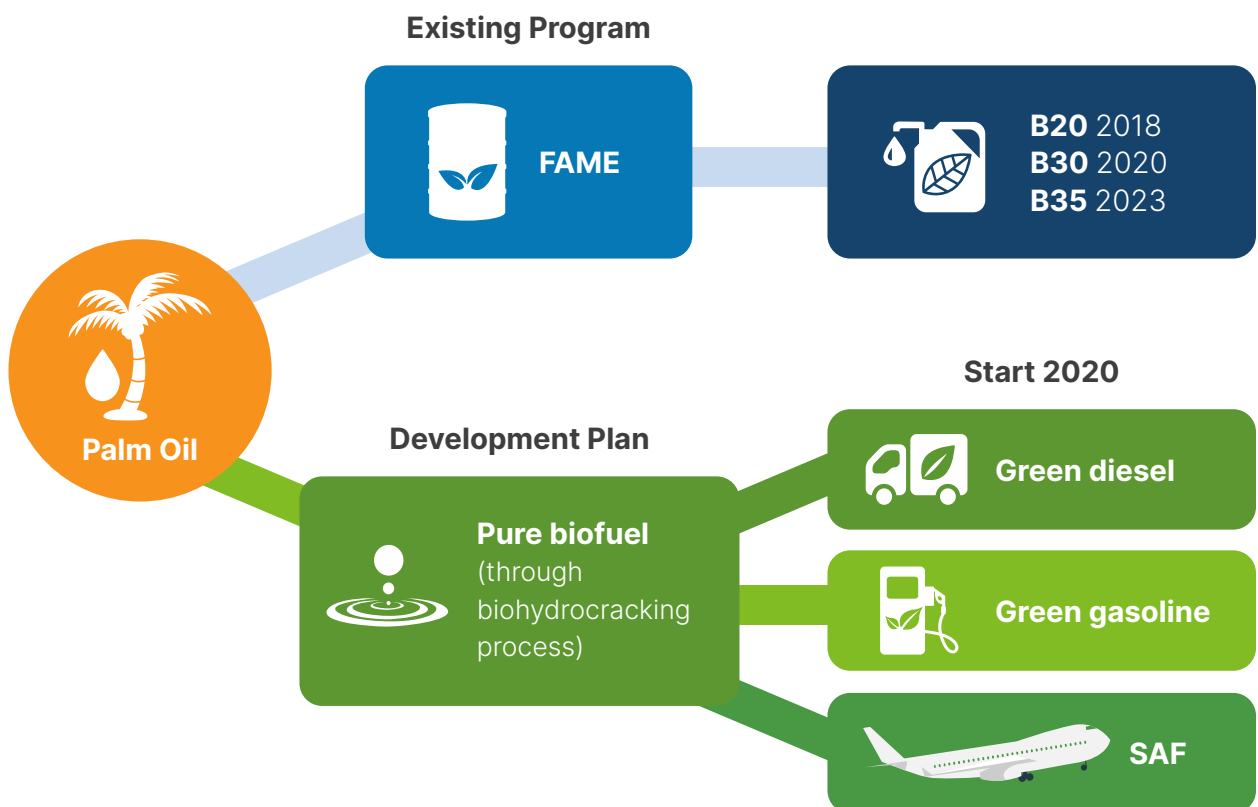 Existing Program
FAME
B20 2018
B30 2020
B35 2023
Palm Oil
Start 2020
Development Plan
Pure biofuel
(through
biohydrocracking
process)
Green diesel
Green gasoline
SAF